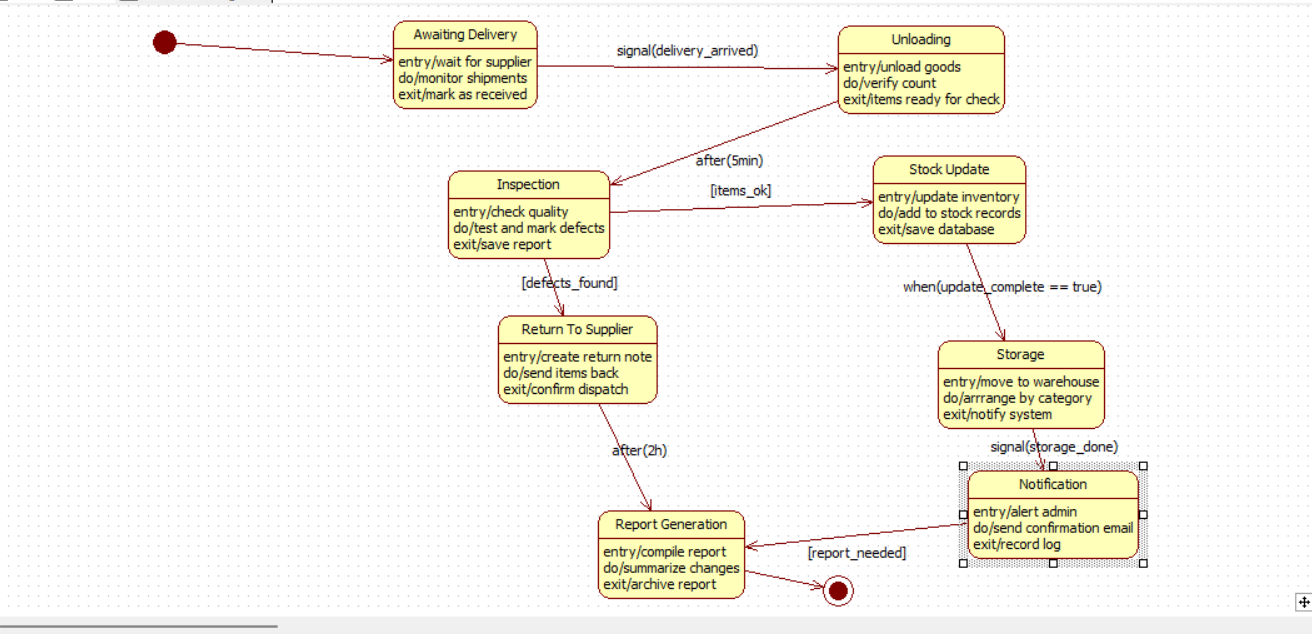 Awaiting Delivery
entry/wait for supplier
do/monitor shipments
exit/mark as received
signal(delivery_arrived)
Unloading
entry/unload goods
do/verify count
exit/items ready for check
after(5min)
Inspection
entry/check quality
do/test and mark defects
exit/save report
[items_ok]
Stock Update
entry/update inventory
do/add to stock records
exit/save database
[defects_found]
when(update_complete == true)
Return To Supplier
entry/create return note
do/send items back
exit/confirm dispatch
Storage
entry/move to warehouse
do/arrrange by category
exit/notify system
after(2h)
signal(storage_done)
Notification
entry/alert admin
do/send confirmation email
exit/record log
Report Generation
entry/compile report
do/summarize changes
exit/archive report
[report_needed]